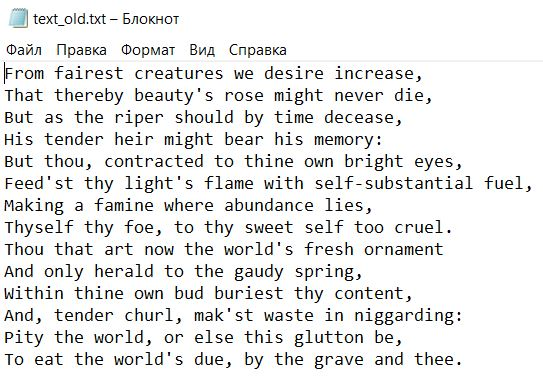 text_old.txt – Блокнот
Файл Правка Формат Вид Справка
From fairest creatures we desire increase,
That thereby beauty's rose might never die,
But as the riper should by time decease,
His tender heir might bear his memory:
But thou, contracted to thine own bright eyes,
Feed'st thy light's flame with self-substantial fuel,
Making a famine where abundance lies,
Thyself thy foe, to thy sweet self too cruel.
Thou that art now the world's fresh ornament
And only herald to the gaudy spring,
Within thine own bud buriest thy content,
And, tender churl, mak'st waste in niggarding:
Pity the world, or else this glutton be,
To eat the world's due, by the grave and thee.